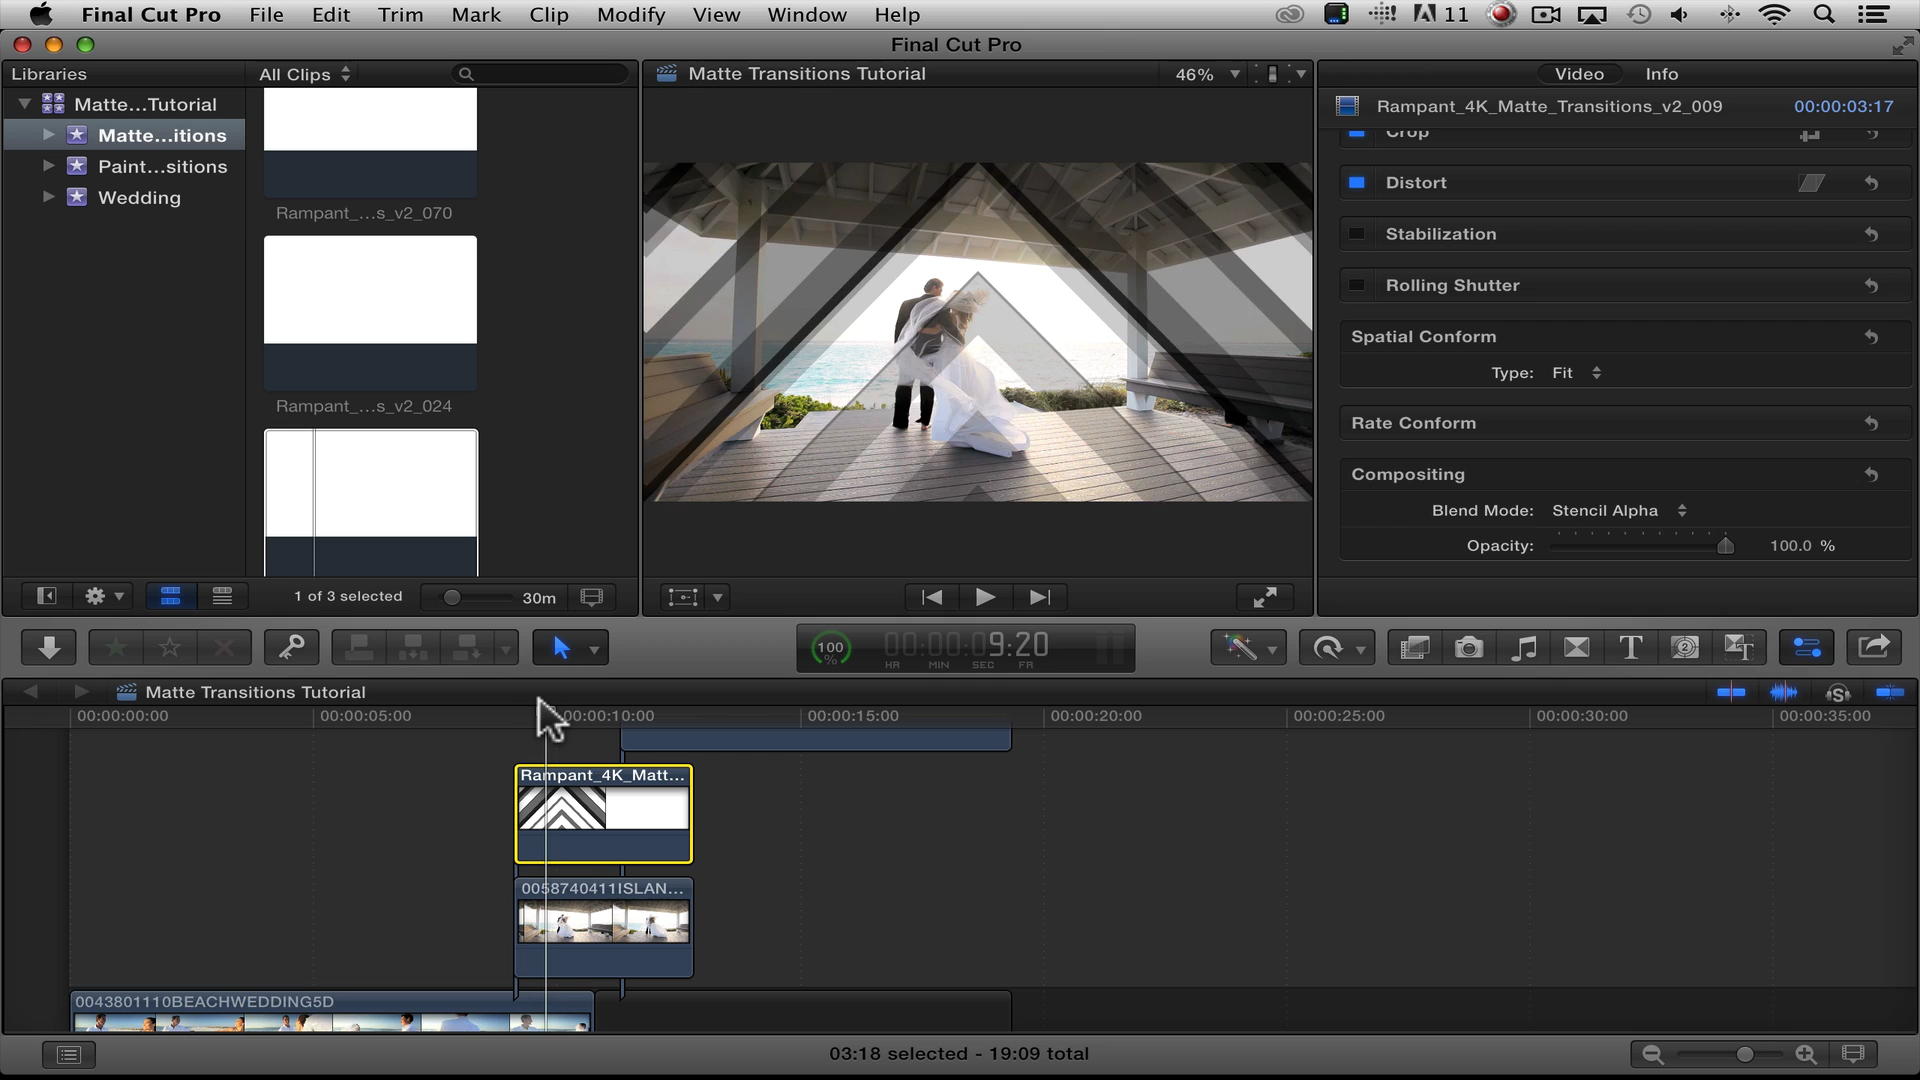 Final Cut Pro File Edit Trim Mark Clip Modify View Window Help 11
Final Cut Pro
Libraries
All Clips
Matte Transitions Tutorial
46%
Video
Info
Matte...Tutorial
Matte...itions
Paint...sitions
Wedding
Rampant_...s_v2_070
Rampant_...s_v2_024
Rampant_4K_Matte_Transitions_v2_009
00:00:03:17
Crop
Distort
Stabilization
Rolling Shutter
Spatial Conform
Type: Fit
Rate Conform
Compositing
Blend Mode: Stencil Alpha
Opacity: 100.0 %
1 of 3 selected
30m
100
%
00:00:09:20
HR MIN SEC FR
Matte Transitions Tutorial
00:00:00:00
00:00:05:00
00:00:10:00
00:00:15:00
00:00:20:00
00:00:25:00
00:00:30:00
00:00:35:00
Rampant_4K_Matt...
0058740411ISLAN...
0043801110BEACHWEDDING5D
03:18 selected - 19:09 total